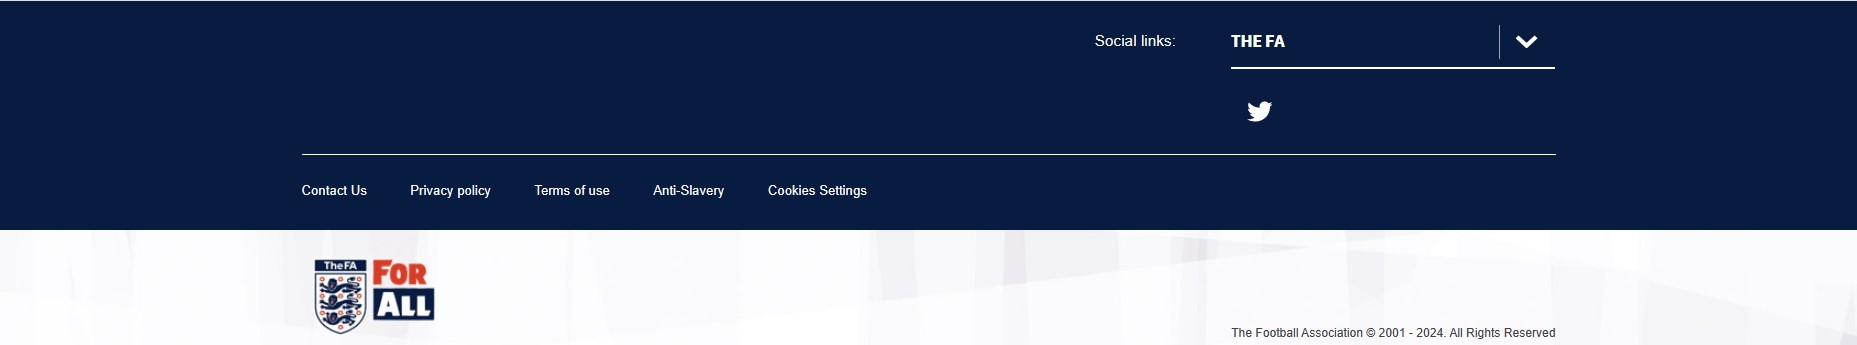 Social links:
THE FA
Contact Us
Privacy policy
Terms of use
Anti-Slavery
Cookies Settings
TheFA
FOR
ALL
The Football Association © 2001 - 2024. All Rights Reserved